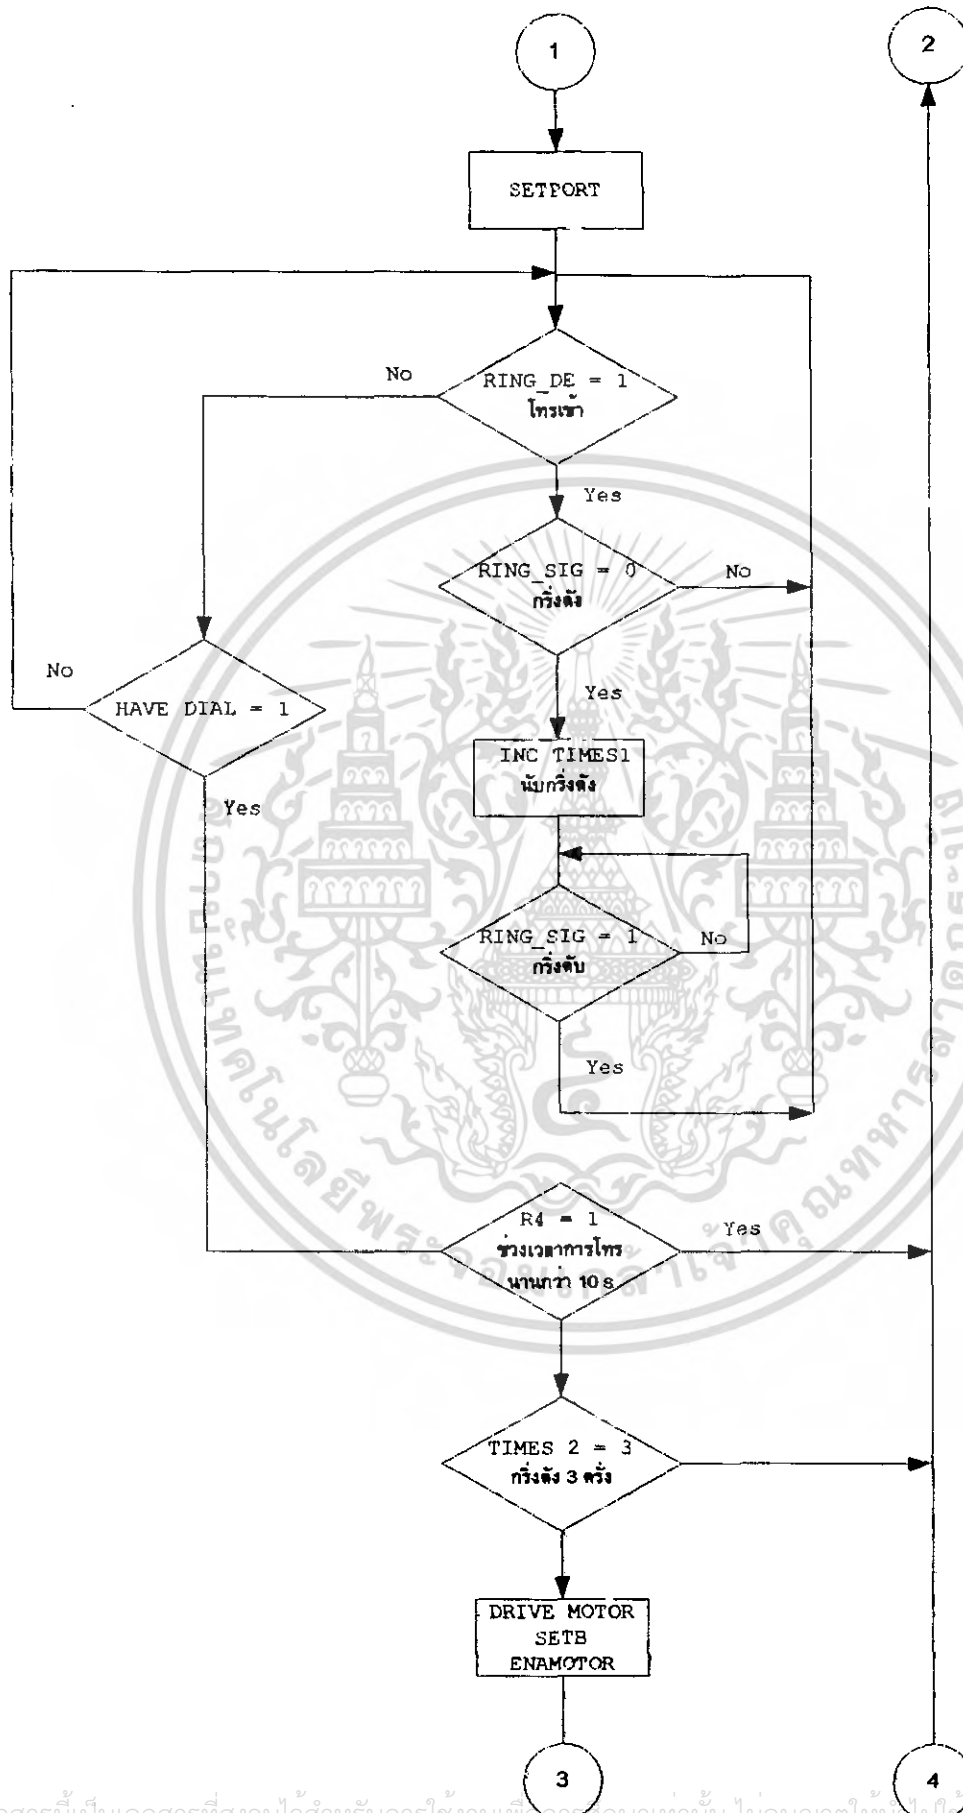 1
2
SETPORT
No
RING_DE = 1
โทรเข้า
Yes
RING_SIG = 0
กริ่งดัง
No
No
HAVE DIAL = 1
Yes
INC TIMES1
นับกริ่งดัง
Yes
RING_SIG = 1
กริ่งดับ
No
Yes
R4 = 1
ช่วงเวลาการโทร
นานกว่า 10 s
Yes
TIMES 2 = 3
กริ่งดัง 3 ครั้ง
DRIVE MOTOR
SETB
ENAMOTOR
3
4